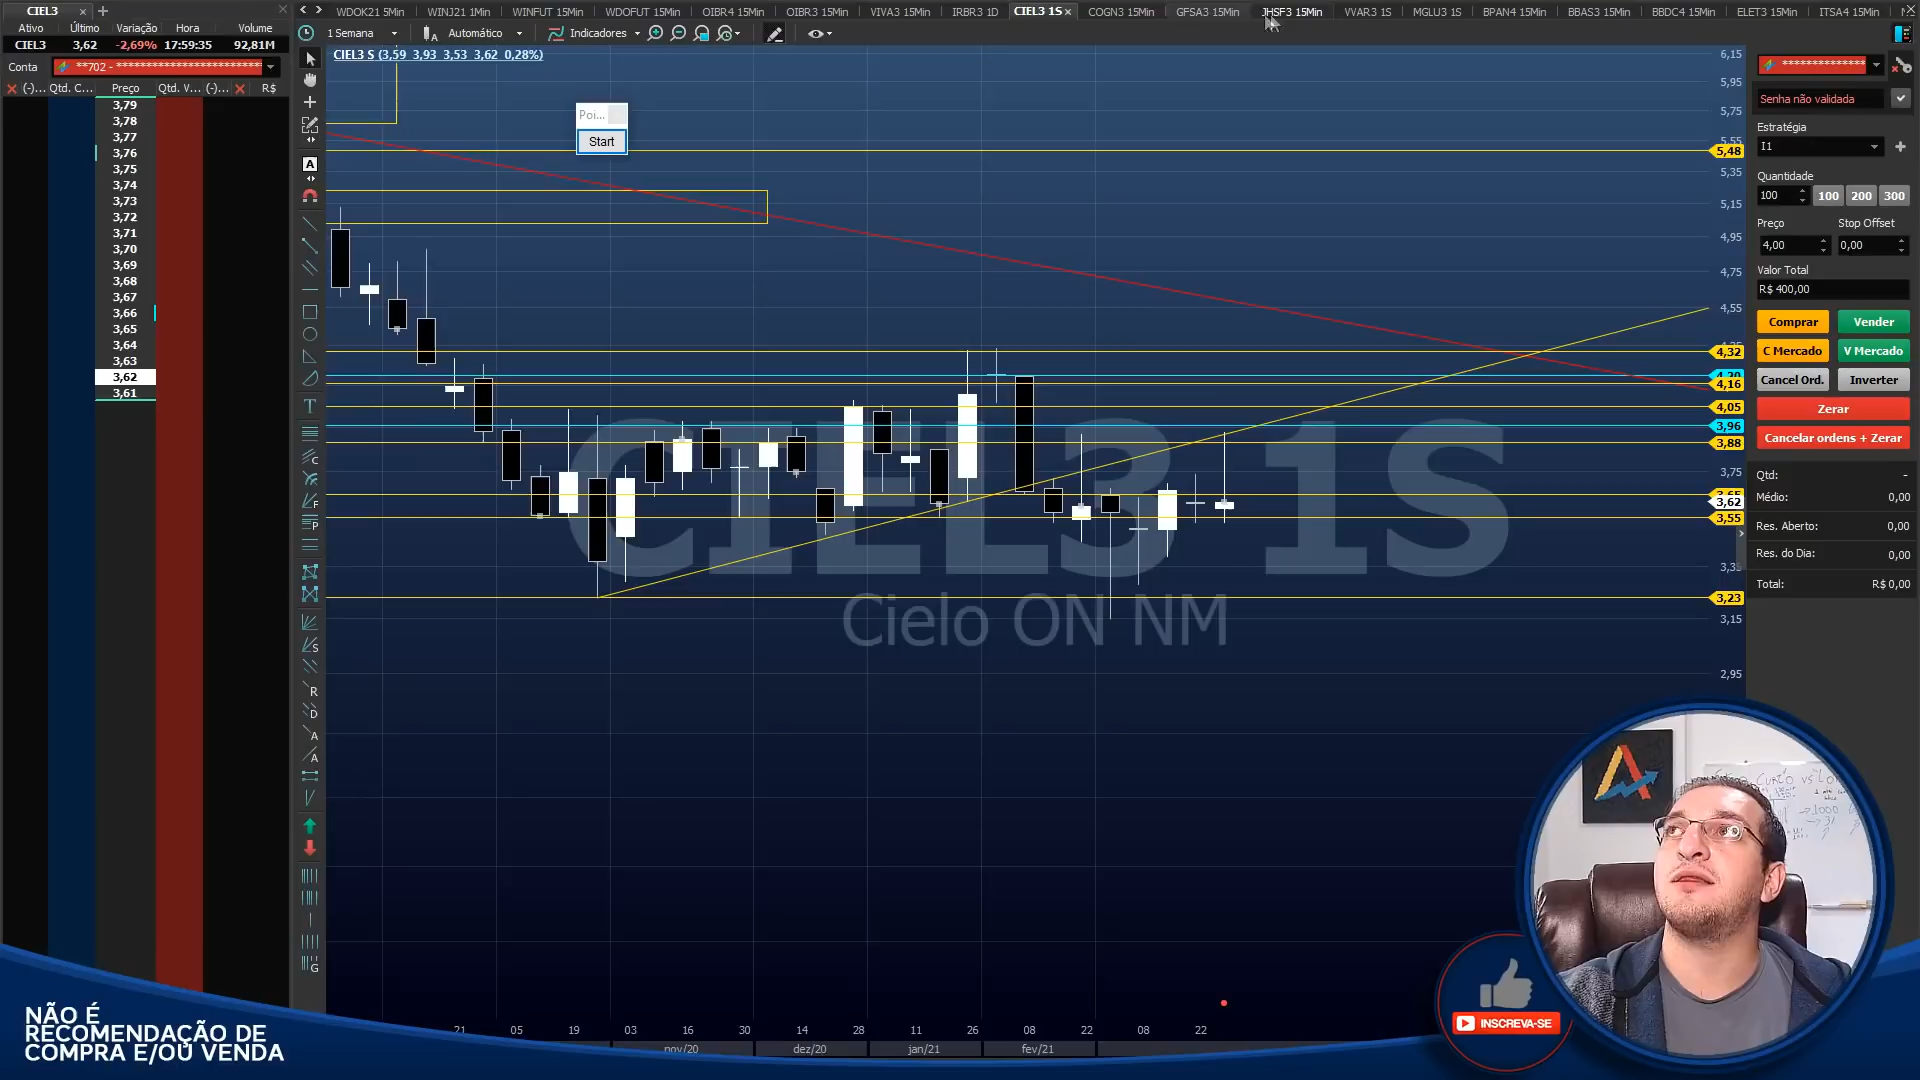 CIEL3
Ativo Último Variação Hora Volume
CIEL3 3,62 -2,69% 17:59:35 92,81M
Conta **702 - **************************
(-)... Qtd. C... Preço Qtd. V... (-)... R$
3,79
3,78
3,77
3,76
3,75
3,74
3,73
3,72
3,71
3,70
3,69
3,68
3,67
3,66
3,65
3,64
3,63
3,62
3,61
WDOK21 5Min WINJ21 1Min WINFUT 15Min WDOFUT 15Min OIBR4 15Min OIBR3 15Min VIVA3 15Min IRBR3 1D CIEL3 1S COGN3 15Min GFSA3 15Min JHSF3 15Min VVAR3 1S MGLU3 1S BPAN4 15Min BBAS3 15Min BBDC4 15Min ELET3 15Min ITSA4 15Min
1 Semana Automático Indicadores
CIEL3 S (3,59 3,93 3,53 3,62 0,28%)
Poi...
Start
6,15
5,95
5,75
5,55
5,48
5,35
5,15
4,95
4,75
4,55
4,32
4,16
4,05
3,96
3,88
3,75
3,62
3,55
3,23
3,15
2,95
CIEL3 1S
Cielo ON NM
21 05 19 03 16 30 14 28 11 26 08 22 08 22
nov/20 dez/20 jan/21 fev/21
**************
Senha não validada
Estratégia
I1
Quantidade
100 100 200 300
Preço Stop Offset
4,00 0,00
Valor Total
R$ 400,00
Comprar Vender
C Mercado V Mercado
Cancel Ord. Inverter
Zerar
Cancelar ordens + Zerar
Qtd: -
Médio: 0,00
Res. Aberto: 0,00
Res. do Dia: 0,00
Total: R$ 0,00
NÃO É
RECOMENDAÇÃO DE
COMPRA E/OU VENDA
INSCREVA-SE